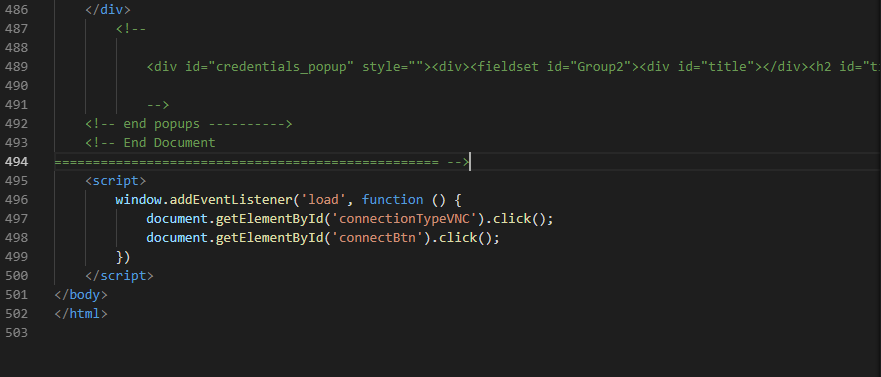 486 </div>
487 <!--
488
489 <div id="credentials_popup" style=""><div><fieldset id="Group2"><div id="title"></div><h2 id="ti
490
491 -->
492 <!-- end popups ---------->
493 <!-- End Document
494 ================================================== -->
495 <script>
496 window.addEventListener('load', function () {
497 document.getElementById('connectionTypeVNC').click();
498 document.getElementById('connectBtn').click();
499 })
500 </script>
501 </body>
502 </html>
503